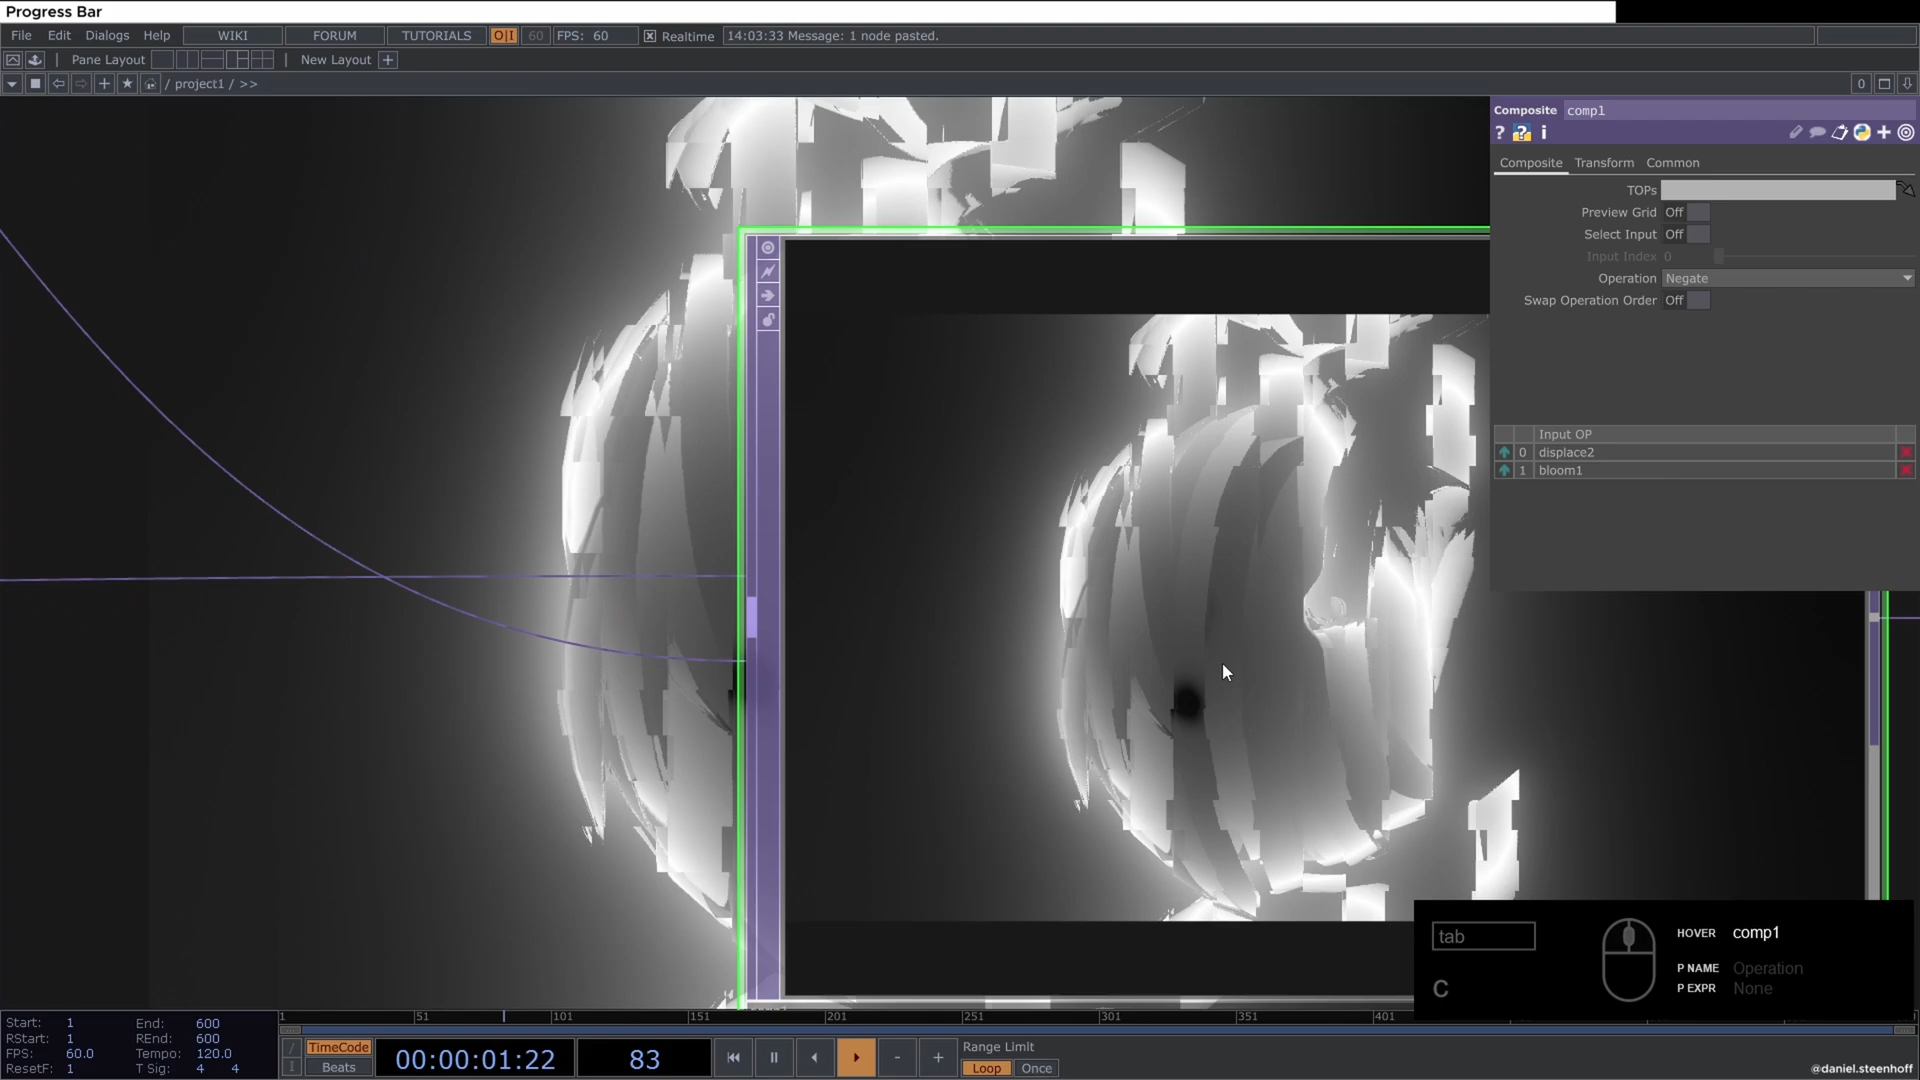 Progress Bar
File Edit Dialogs Help WIKI FORUM TUTORIALS O|I 60 FPS: 60 Realtime 14:03:33 Message: 1 node pasted.
Pane Layout | New Layout +
/ project1 / >> 0
Composite comp1
? ? i
Composite Transform Common
TOPs
Preview Grid Off
Select Input Off
Input Index 0
Operation Negate
Swap Operation Order Off
Input OP
0 displace2
1 bloom1
tab
C
HOVER comp1
P NAME Operation
P EXPR None
1 51 101 151 201 251 301 351 401
Start: 1 End: 600
RStart: 1 REnd: 600
FPS: 60.0 Tempo: 120.0
ResetF: 1 T Sig: 4 4
TimeCode
Beats
00:00:01:22 83
- +
Range Limit
Loop Once
@daniel.steenhoff